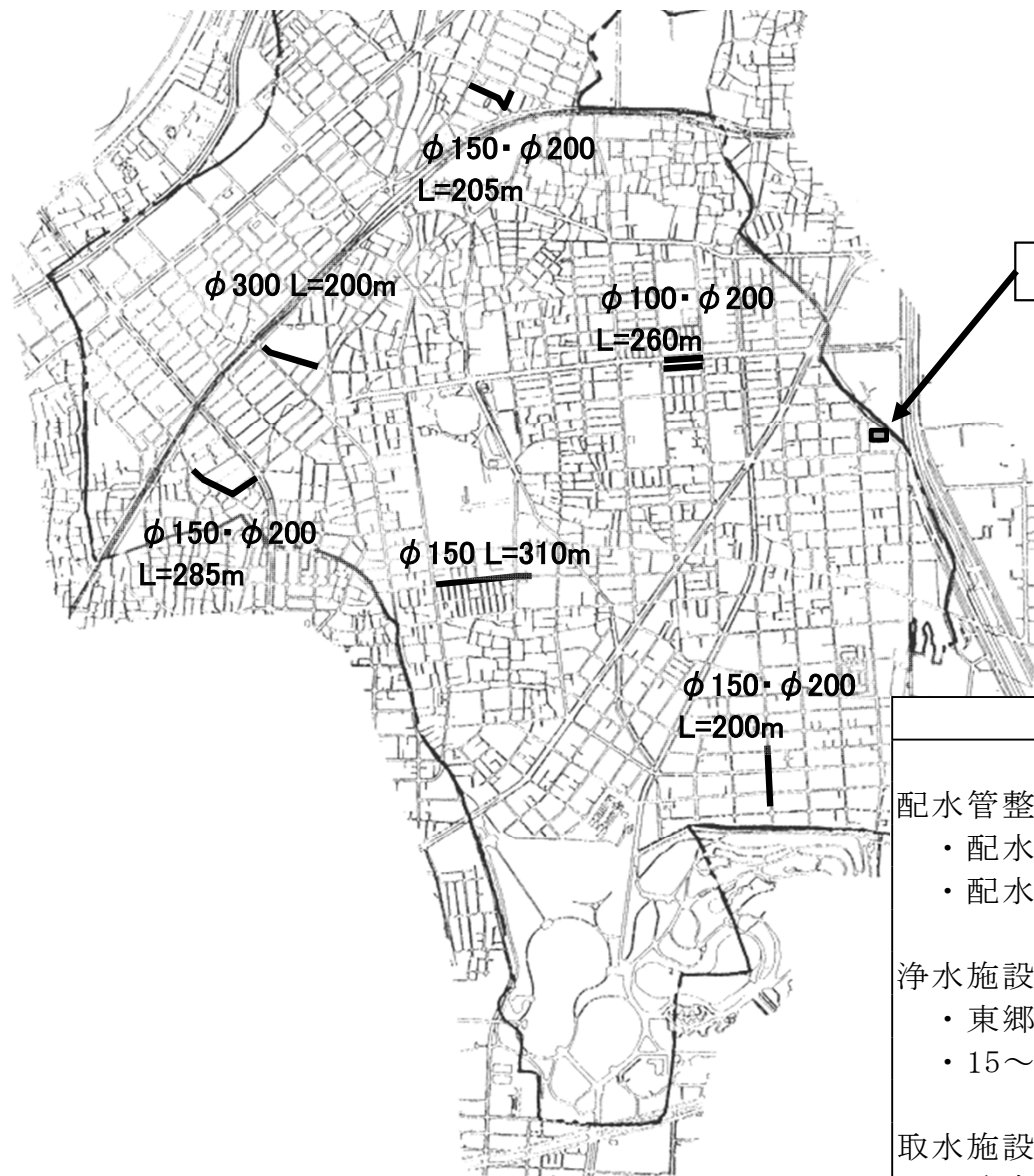 φ150・φ200
L=205m
φ300 L=200m
φ100・φ200
L=260m
φ150・φ200
L=285m
φ150 L=310m
φ150・φ200
L=200m
配水管整
・配水
・配水
浄水施設
・東郷
・15～
取水施設